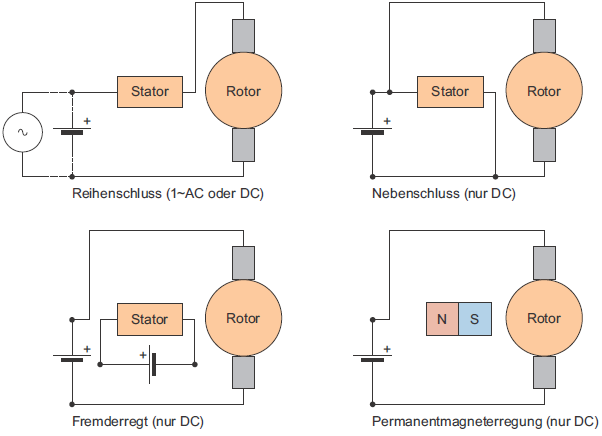 Stator
Rotor
+
~
Reihenschluss (1~AC oder DC)
Stator
Rotor
+
Nebenschluss (nur DC)
Stator
Rotor
+
+
Fremderregt (nur DC)
N S
Rotor
+
Permanentmagneterregung (nur DC)